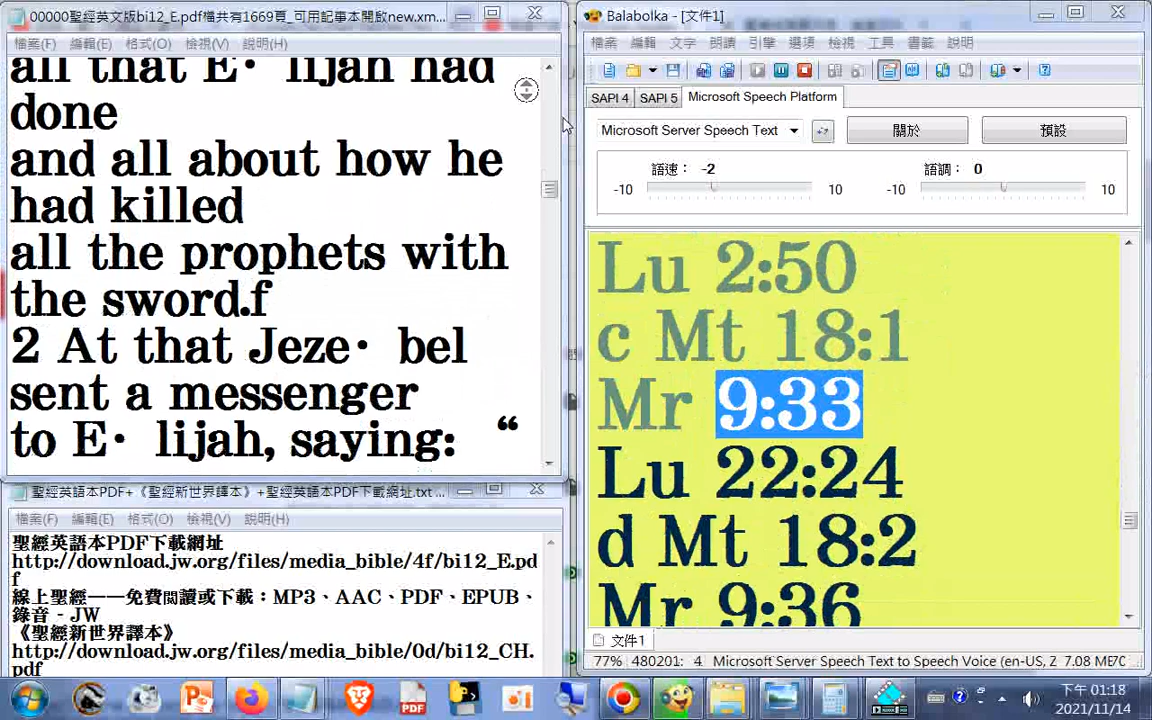 00000聖經英文版bi12_E.pdf檔共有1669頁_可用記事本開啟new.xm...
檔案(F) 編輯(E) 格式(O) 檢視(V) 說明(H)
all that E· lijah had
done
and all about how he
had killed
all the prophets with
the sword.f
2 At that Jeze· bel
sent a messenger
to E· lijah, saying: “
聖經英語本PDF+《聖經新世界譯本》+聖經英語本PDF下載網址.txt ...
檔案(F) 編輯(E) 格式(O) 檢視(V) 說明(H)
聖經英語本PDF下載網址
http://download.jw.org/files/media_bible/4f/bi12_E.pd
f
線上聖經——免費閱讀或下載：MP3、AAC、PDF、EPUB、
錄音 - JW
《聖經新世界譯本》
http://download.jw.org/files/media_bible/0d/bi12_CH.
pdf
Balabolka - [文件1]
檔案 編輯 文字 朗讀 引擎 選項 檢視 工具 書籤 說明
SAPI 4 SAPI 5 Microsoft Speech Platform
Microsoft Server Speech Text 關於 預設
語速： -2 語調： 0
-10 10 -10 10
Lu 2:50
c Mt 18:1
Mr 9:33
Lu 22:24
d Mt 18:2
Mr 9:36
文件1
77% 480201: 4 Microsoft Server Speech Text to Speech Voice (en-US, Z 7.08 ME
PDF
下午 01:18
2021/11/14